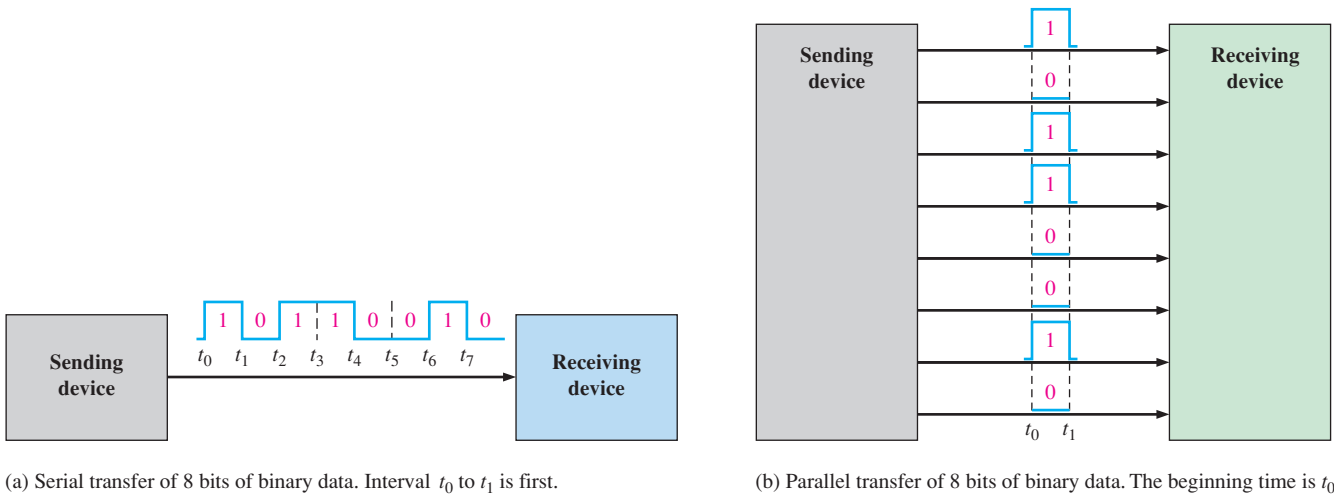 Sending
device
1 0 1 1 0 0 1 0
t0 t1 t2 t3 t4 t5 t6 t7
Receiving
device
(a) Serial transfer of 8 bits of binary data. Interval t0 to t1 is first.
Sending
device
1
0
1
1
0
0
1
0
t0 t1
Receiving
device
(b) Parallel transfer of 8 bits of binary data. The beginning time is t0